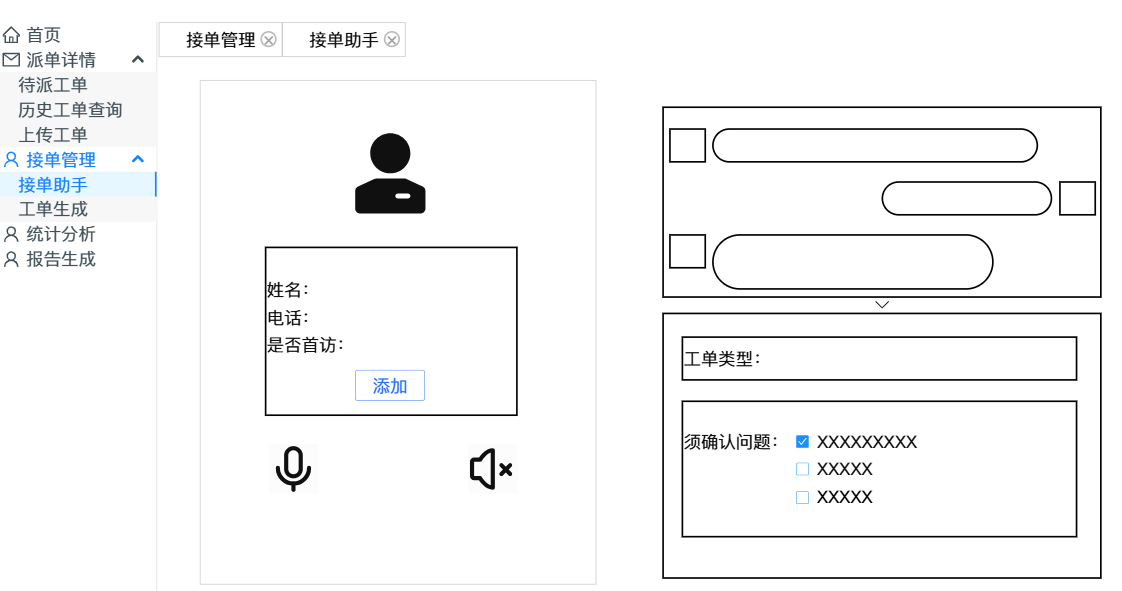 首页
派单详情
待派工单
历史工单查询
上传工单
接单管理
接单助手
工单生成
统计分析
报告生成
接单管理
接单助手
姓名：
电话：
是否首访：
添加
工单类型：
须确认问题： XXXXXXXXX
XXXXX
XXXXX